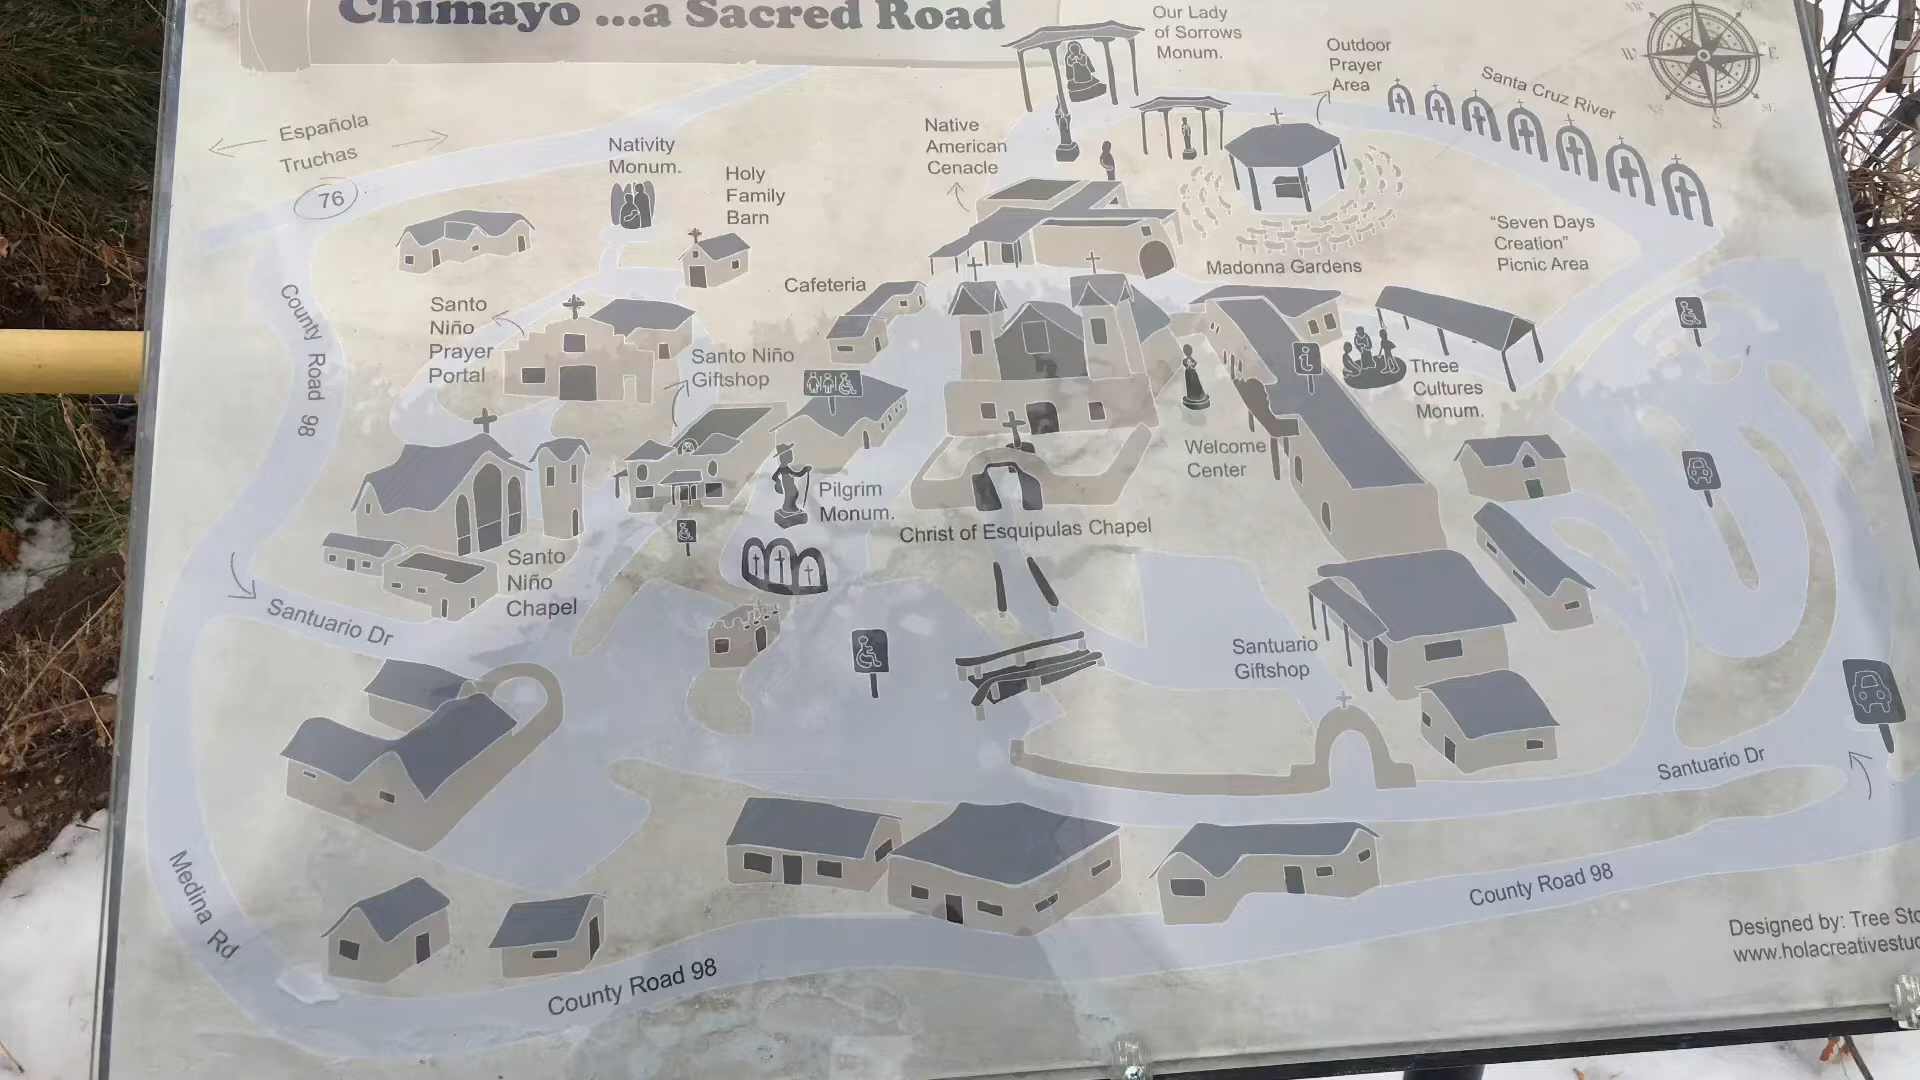 Chimayo ...a Sacred Road
Our Lady
of Sorrows
Monum.
Outdoor
Prayer
Area
Santa Cruz River
W
E
S
SE
Española
Truchas
76
Nativity
Monum.
Holy
Family
Barn
Native
American
Cenacle
"Seven Days
Creation"
Picnic Area
Madonna Gardens
Cafeteria
County Road 98
Santo
Niño
Prayer
Portal
Santo Niño
Giftshop
Three
Cultures
Monum.
Welcome
Center
Pilgrim
Monum.
Christ of Esquipulas Chapel
Santo
Niño
Chapel
Santuario Dr
Santuario
Giftshop
Santuario Dr
Medina Rd
County Road 98
County Road 98
Designed by: Tree
www.holacreativestu